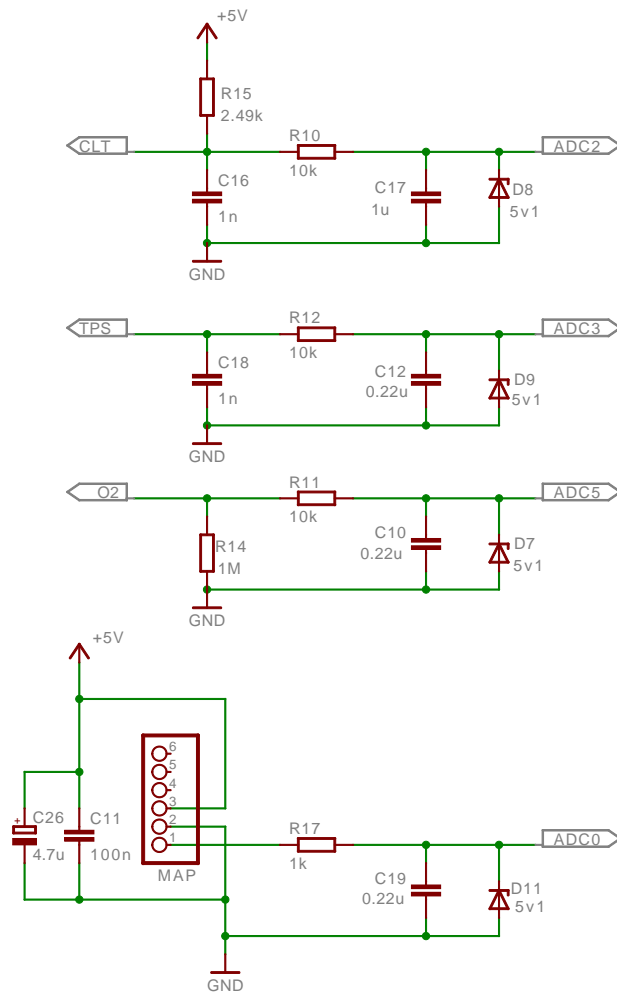 +5V
R15
2.49k
CLT
R10
10k
ADC2
C16
1n
C17
1u
D8
5v1
GND
TPS
R12
10k
ADC3
C18
1n
C12
0.22u
D9
5v1
GND
O2
R11
10k
ADC5
R14
1M
C10
0.22u
D7
5v1
GND
+5V
6
5
4
3
2
1
MAP
+
C26
4.7u
C11
100n
R17
1k
ADC0
C19
0.22u
D11
5v1
GND